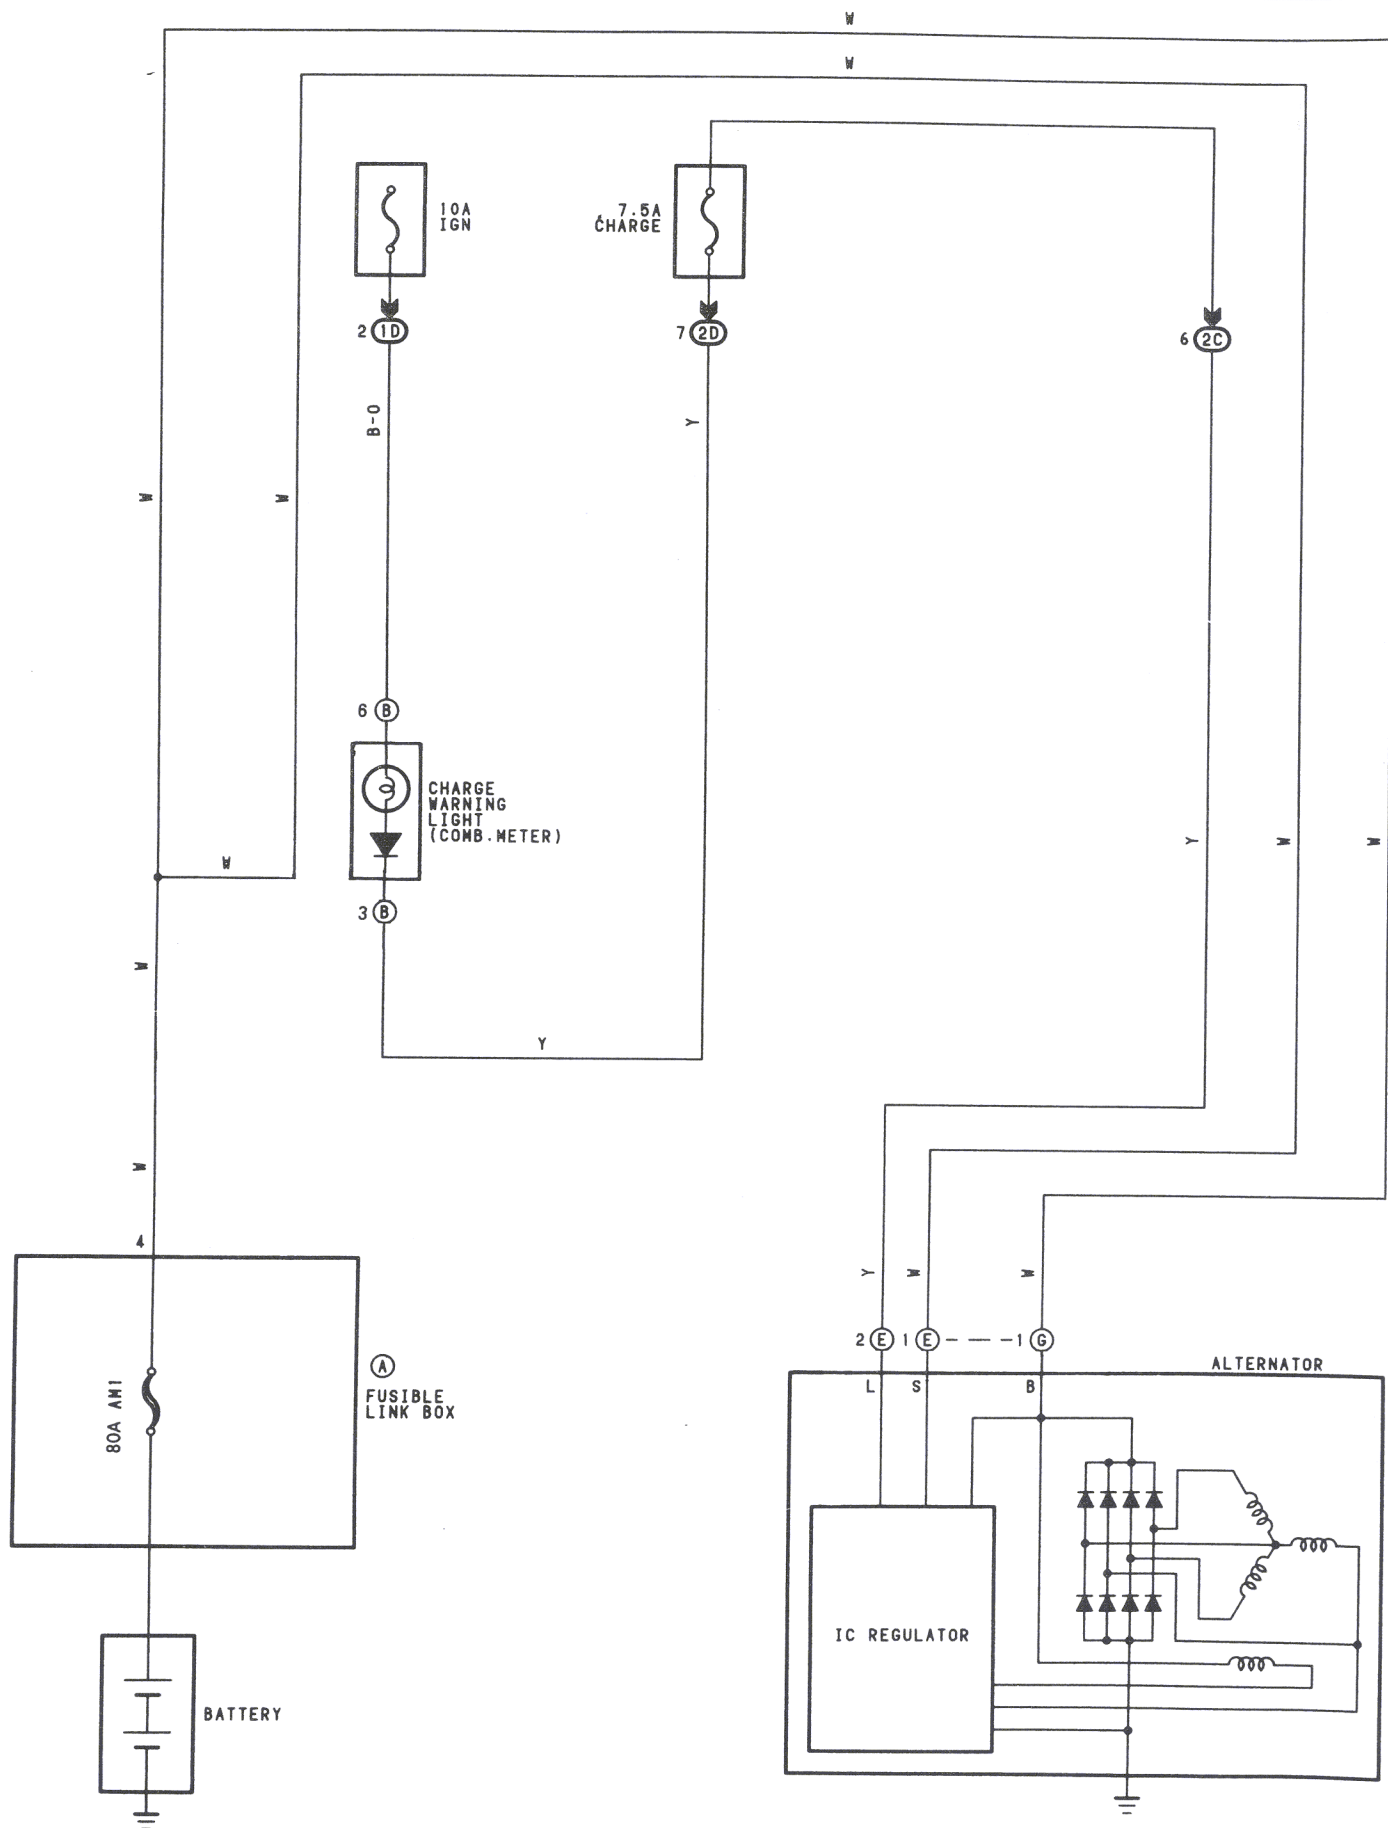 W
W
10A
IGN
7.5A
CHARGE
2 1D
7 2D
6 2C
B-O
Y
W
W
6 B
CHARGE
WARNING
LIGHT
(COMB.METER)
Y
W
W
W
3 B
W
Y
W
4
Y
W
W
2 E 1 E 1 G
ALTERNATOR
L S B
A
FUSIBLE
LINK BOX
80A AM1
IC REGULATOR
BATTERY